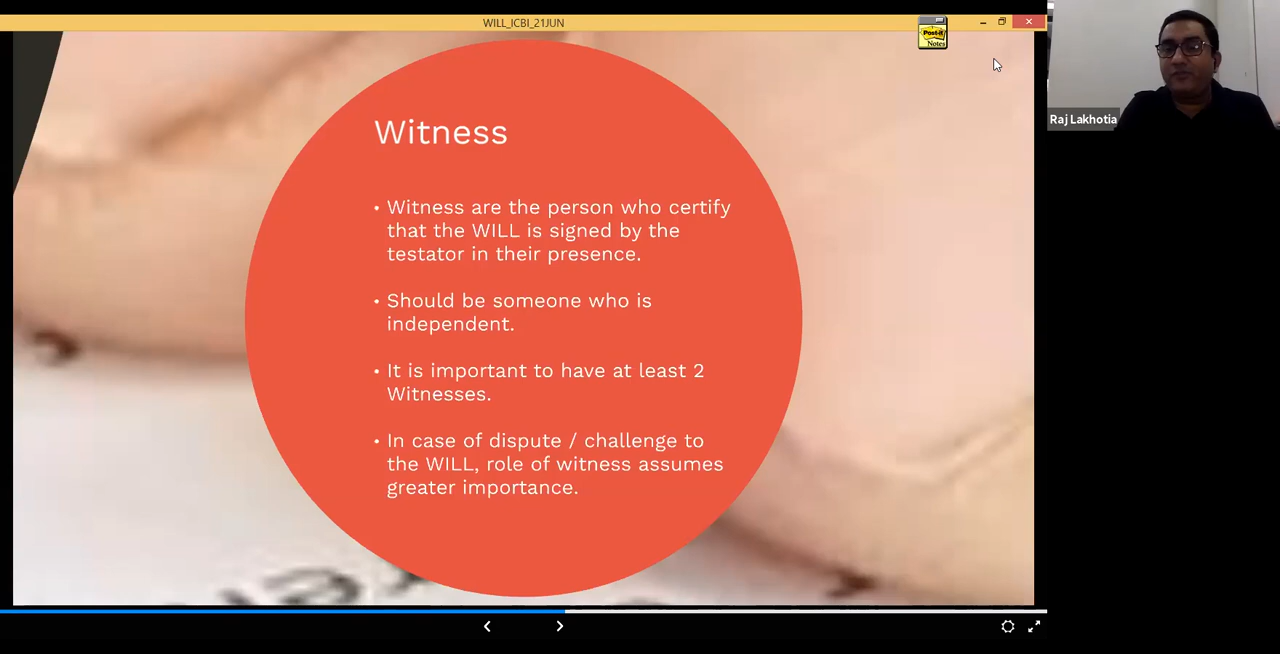 WILL_ICBI_21JUN
Post-it
Notes
Raj Lakhotia
Witness
• Witness are the person who certify
that the WILL is signed by the
testator in their presence.
• Should be someone who is
independent.
• It is important to have at least 2
Witnesses.
• In case of dispute / challenge to
the WILL, role of witness assumes
greater importance.